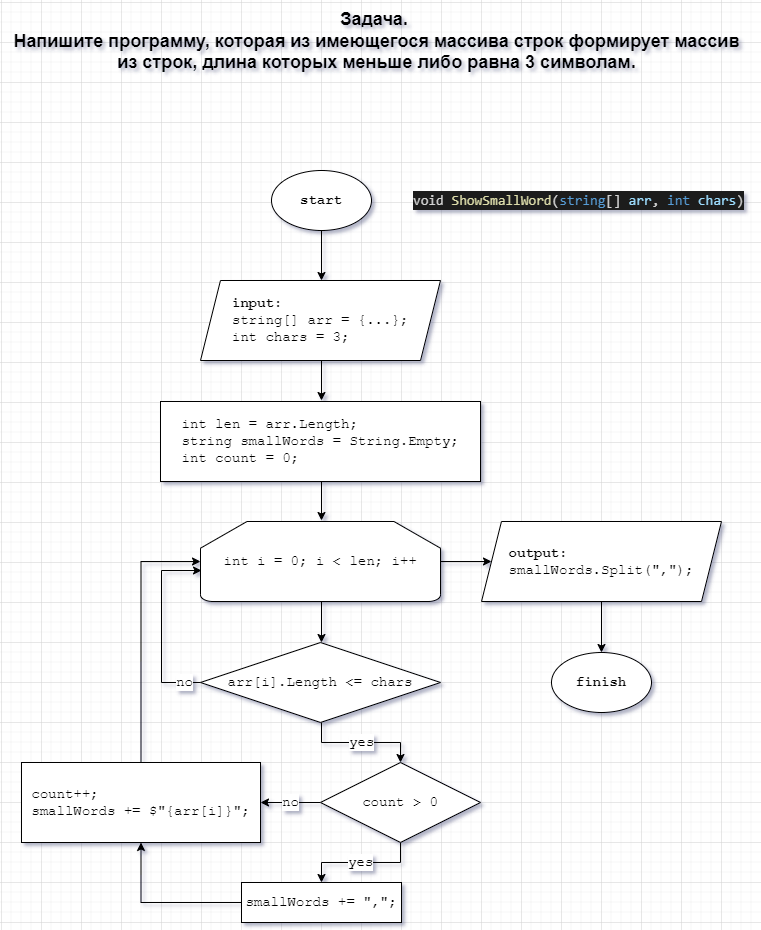 Задача.
Напишите программу, которая из имеющегося массива строк формирует массив
из строк, длина которых меньше либо равна 3 символам.
start
void ShowSmallWord(string[] arr, int chars)
input:
string[] arr = {...};
int chars = 3;
int len = arr.Length;
string smallWords = String.Empty;
int count = 0;
int i = 0; i < len; i++
output:
smallWords.Split(",");
no
arr[i].Length <= chars
finish
yes
count++;
smallWords += $"{arr[i]}";
no
count > 0
yes
smallWords += ",";